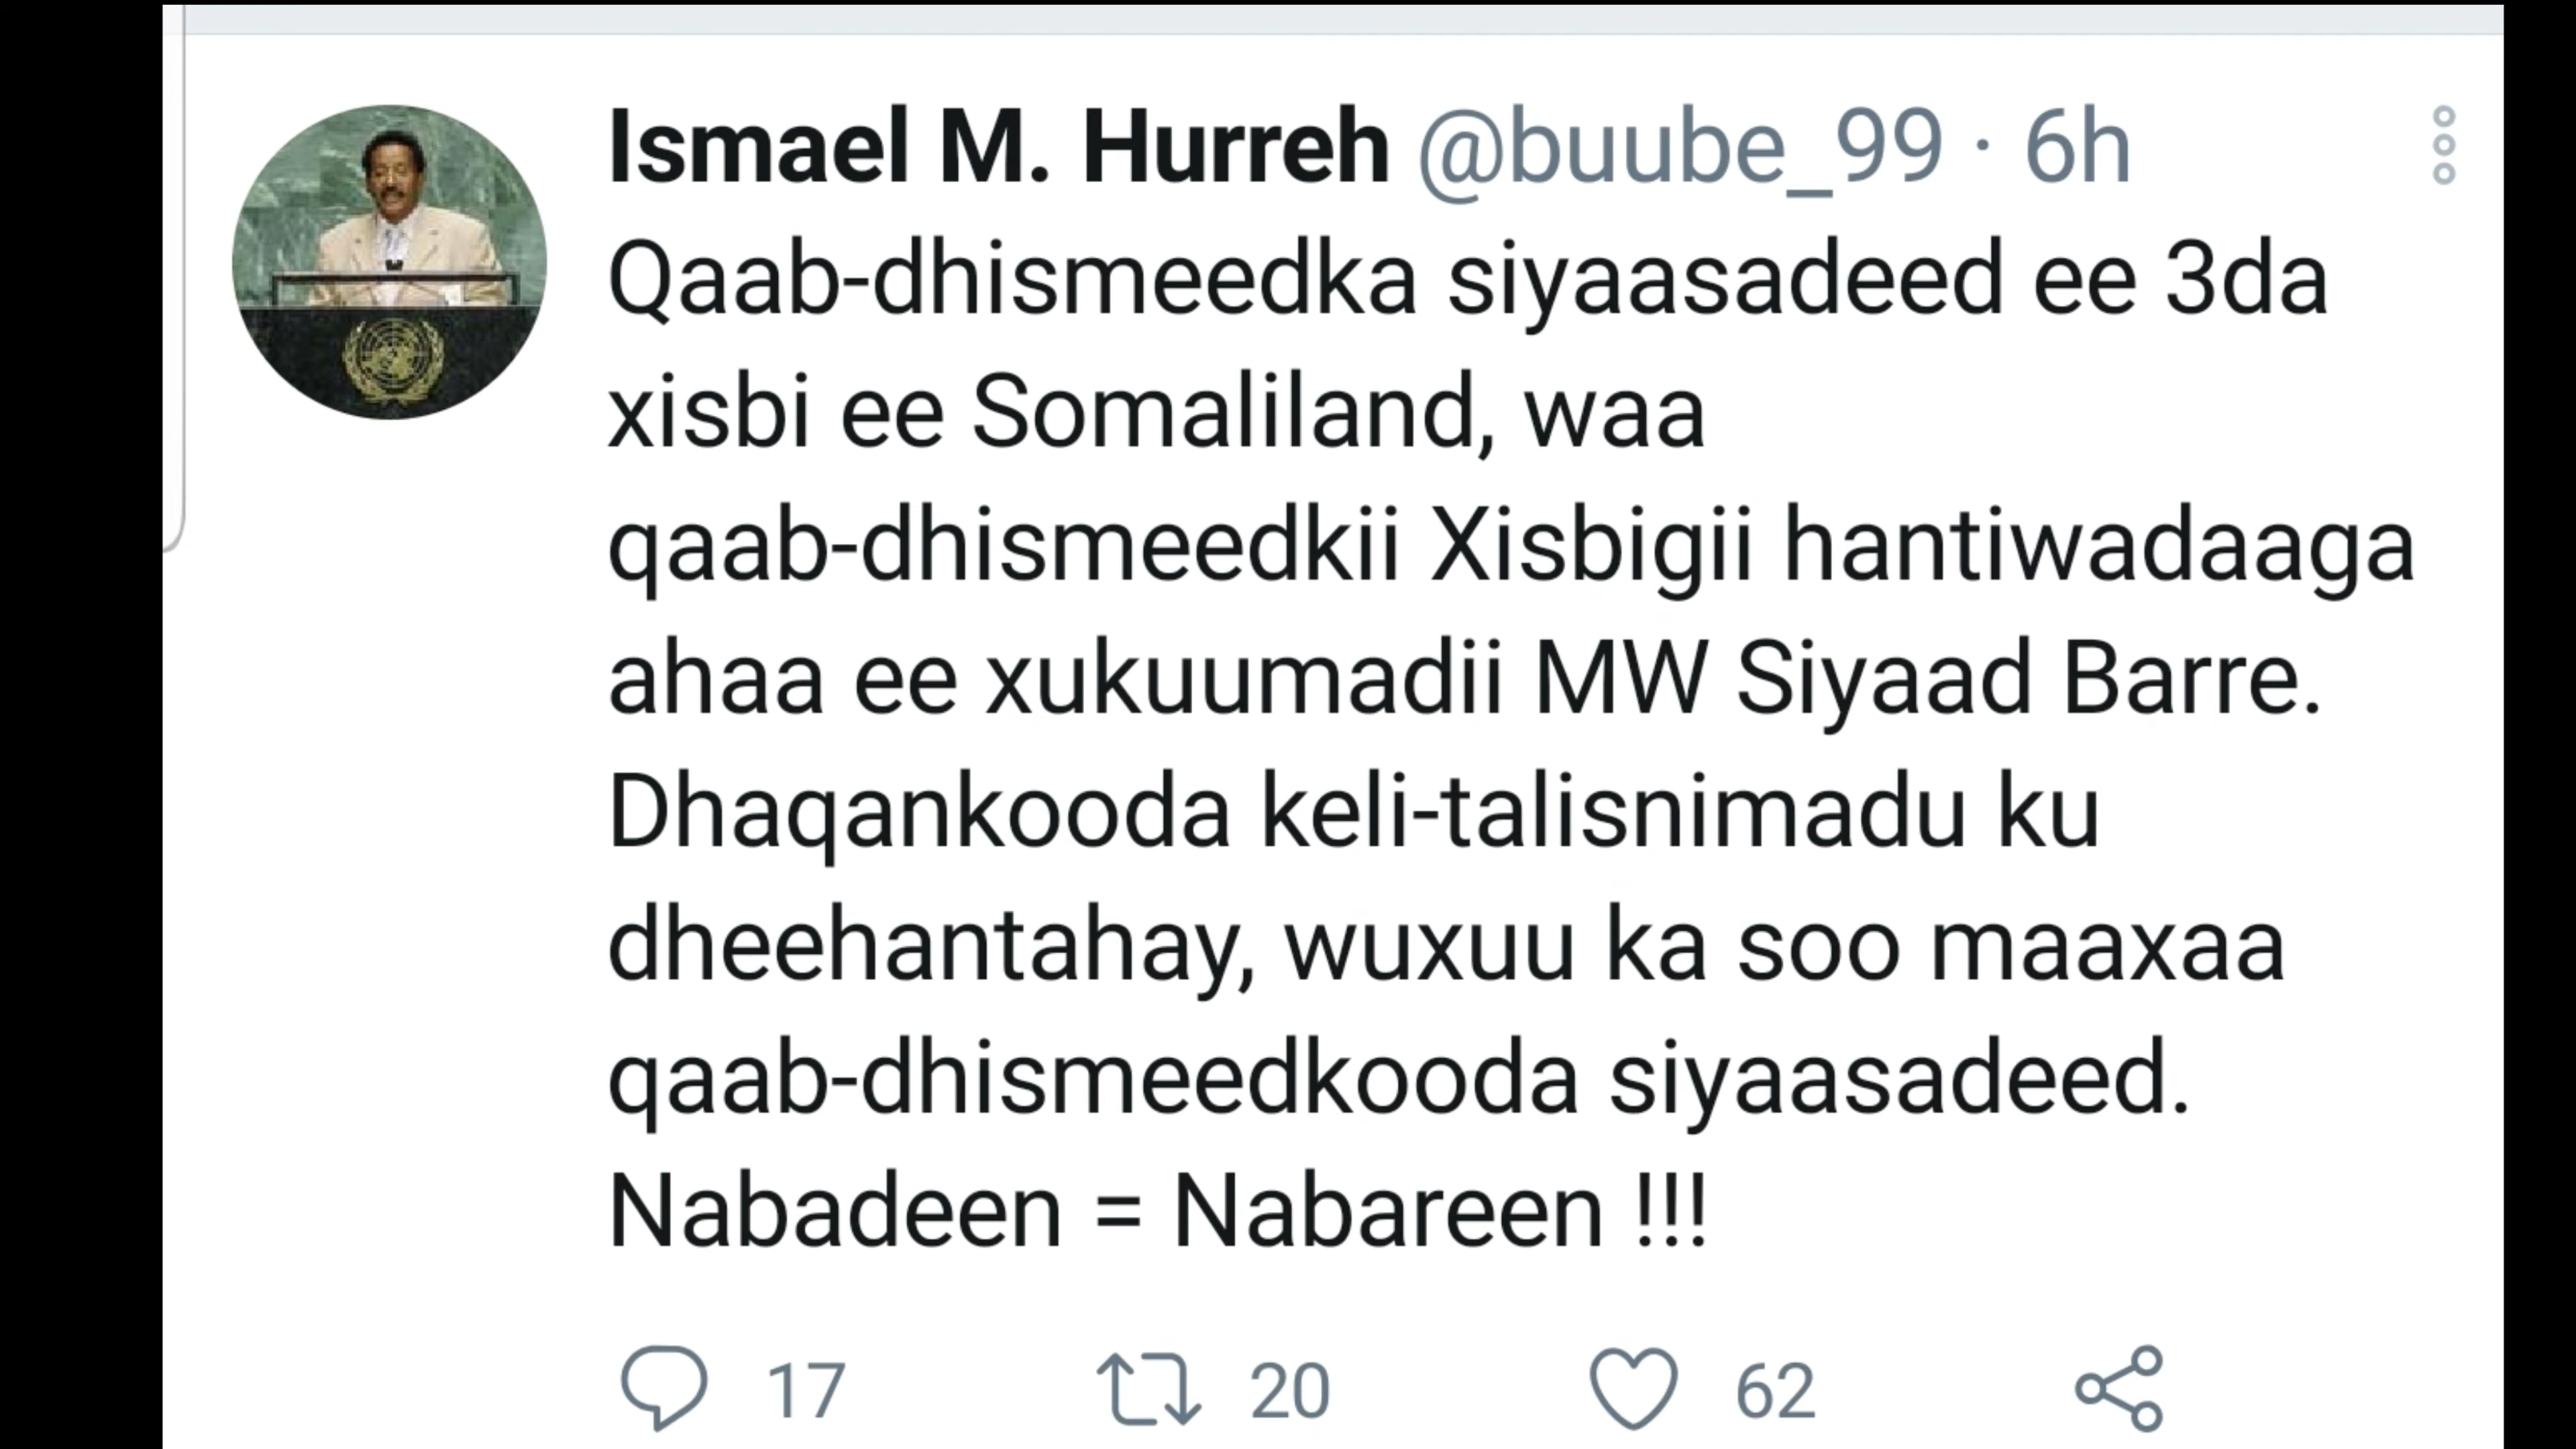 Ismael M. Hurreh @buube_99 · 6h
Qaab-dhismeedka siyaasadeed ee 3da
xisbi ee Somaliland, waa
qaab-dhismeedkii Xisbigii hantiwadaaga
ahaa ee xukuumadii MW Siyaad Barre.
Dhaqankooda keli-talisnimadu ku
dheehantahay, wuxuu ka soo maaxaa
qaab-dhismeedkooda siyaasadeed.
Nabadeen = Nabareen !!!
17 20 62